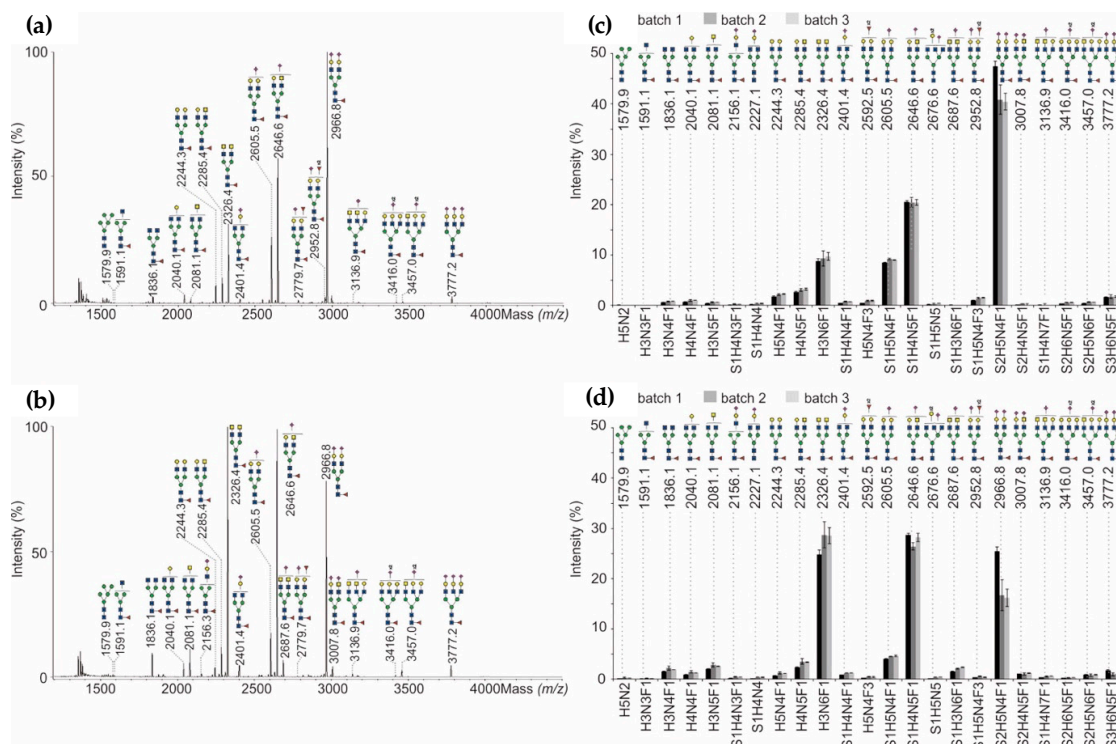 (a)
100
50
0
Intensity (%)
1579.9
1591.1
1836.1
2040.1
2081.1
2244.3
2285.4
2326.4
2401.4
2605.5
2646.6
2779.7
2952.8
2966.8
3136.9
3416.0
3457.0
3777.2
1500
2000
2500
3000
3500
4000Mass (m/z)
(b)
100
50
0
Intensity (%)
1579.9
1591.1
1836.1
2040.1
2081.1
2156.3
2244.3
2285.4
2326.4
2401.4
2605.5
2646.6
2687.6
2779.7
2966.8
3007.8
3136.9
3416.0
3457.0
3777.2
1500
2000
2500
3000
3500
4000Mass (m/z)
(c)
batch 1 batch 2 batch 3
50
40
30
20
10
0
Intensity (%)
1579.9
1591.1
1836.1
2040.1
2081.1
2156.1
2227.1
2244.3
2285.4
2326.4
2401.4
2592.5
2605.5
2646.6
2676.6
2687.6
2952.8
3007.8
3136.9
3416.0
3457.0
3777.2
H5N2
H3N3F1
H3N4F1
H4N4F1
H3N5F1
S1H4N3F1
S1H4N4
H5N4F1
H4N5F1
H3N6F1
S1H4N4F1
H5N4F3
S1H5N4F1
S1H4N5F1
S1H5N5
S1H3N6F1
S1H5N4F3
S2H5N4F1
S2H4N5F1
S1H4N7F1
S2H6N5F1
S2H5N6F1
S3H6N5F1
(d)
batch 1 batch 2 batch 3
50
40
30
20
10
0
Intensity (%)
1579.9
1591.1
1836.1
2040.1
2081.1
2156.1
2227.1
2244.3
2285.4
2326.4
2401.4
2592.5
2605.5
2646.6
2676.6
2687.6
2952.8
2966.8
3007.8
3136.9
3416.0
3457.0
3777.2
H5N2
H3N3F1
H3N4F1
H4N4F1
H3N5F1
S1H4N3F1
S1H4N4
H5N4F1
H4N5F1
H3N6F1
S1H4N4F1
H5N4F3
S1H5N4F1
S1H4N5F1
S1H5N5
S1H3N6F1
S1H5N4F3
S2H5N4F1
S2H4N5F1
S1H4N7F1
S2H6N5F1
S2H5N6F1
S3H6N5F1